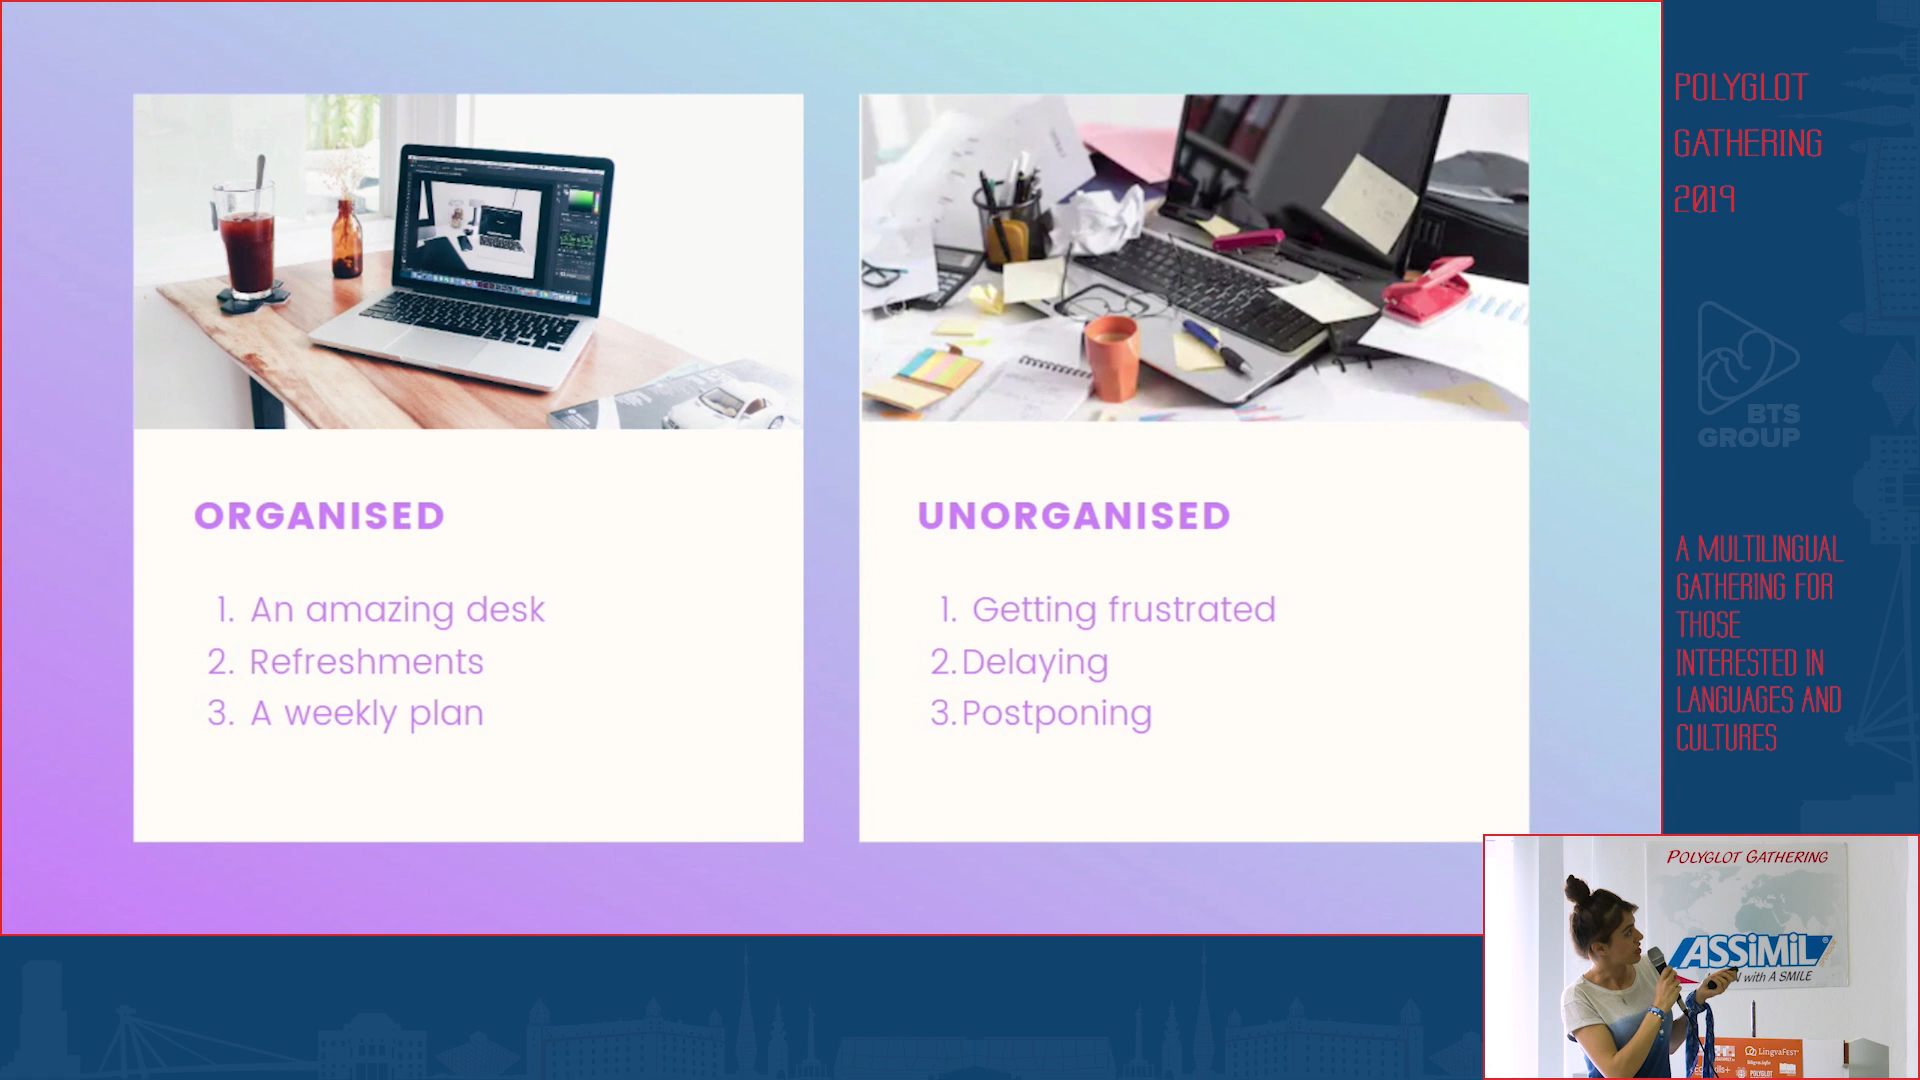 ORGANISED
1. An amazing desk
2. Refreshments
3. A weekly plan
UNORGANISED
1. Getting frustrated
2. Delaying
3. Postponing
POLYGLOT
GATHERING
2019
BTS
GROUP
A MULTILINGUAL
GATHERING FOR
THOSE
INTERESTED IN
LANGUAGES AND
CULTURES
POLYGLOT GATHERING
ASSiMiL
with A SMILE
LINGVAFEST
POLYGLOT